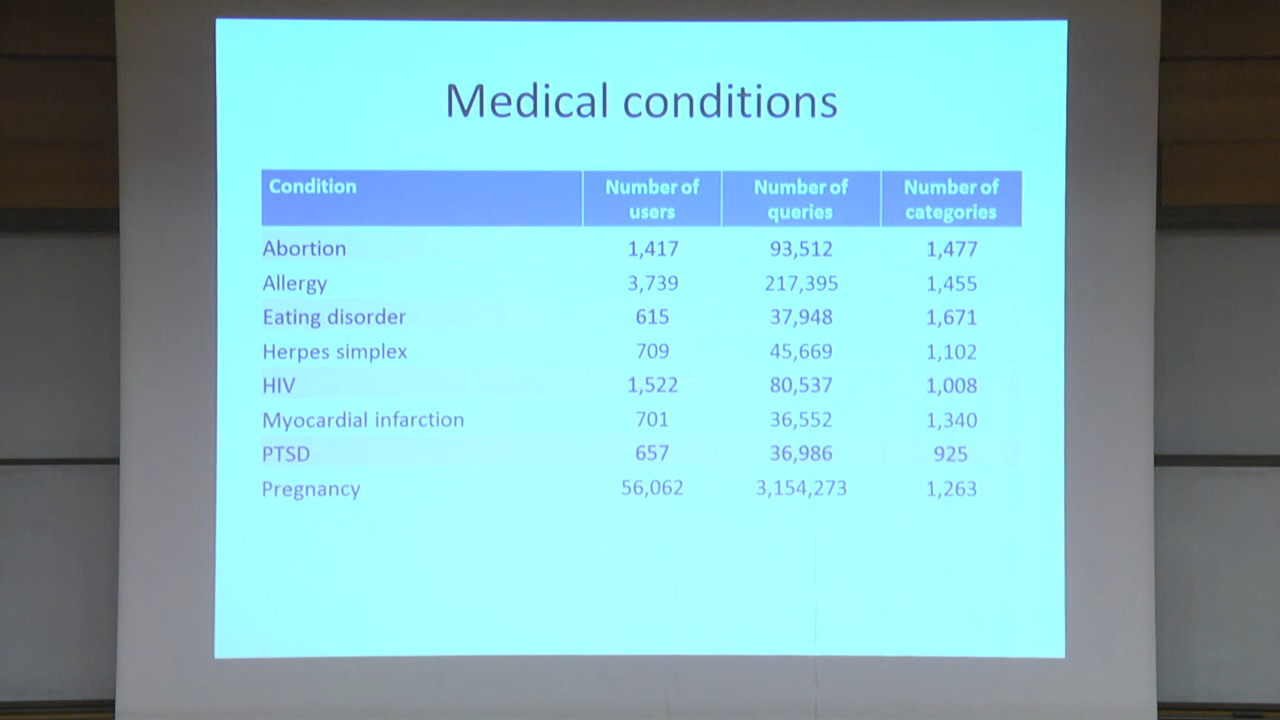 Medical conditions
Condition Number of users Number of queries Number of categories
Abortion 1,417 93,512 1,477
Allergy 3,739 217,395 1,455
Eating disorder 615 37,948 1,671
Herpes simplex 709 45,669 1,102
HIV 1,522 80,537 1,008
Myocardial infarction 701 36,552 1,340
PTSD 657 36,986 925
Pregnancy 56,062 3,154,273 1,263